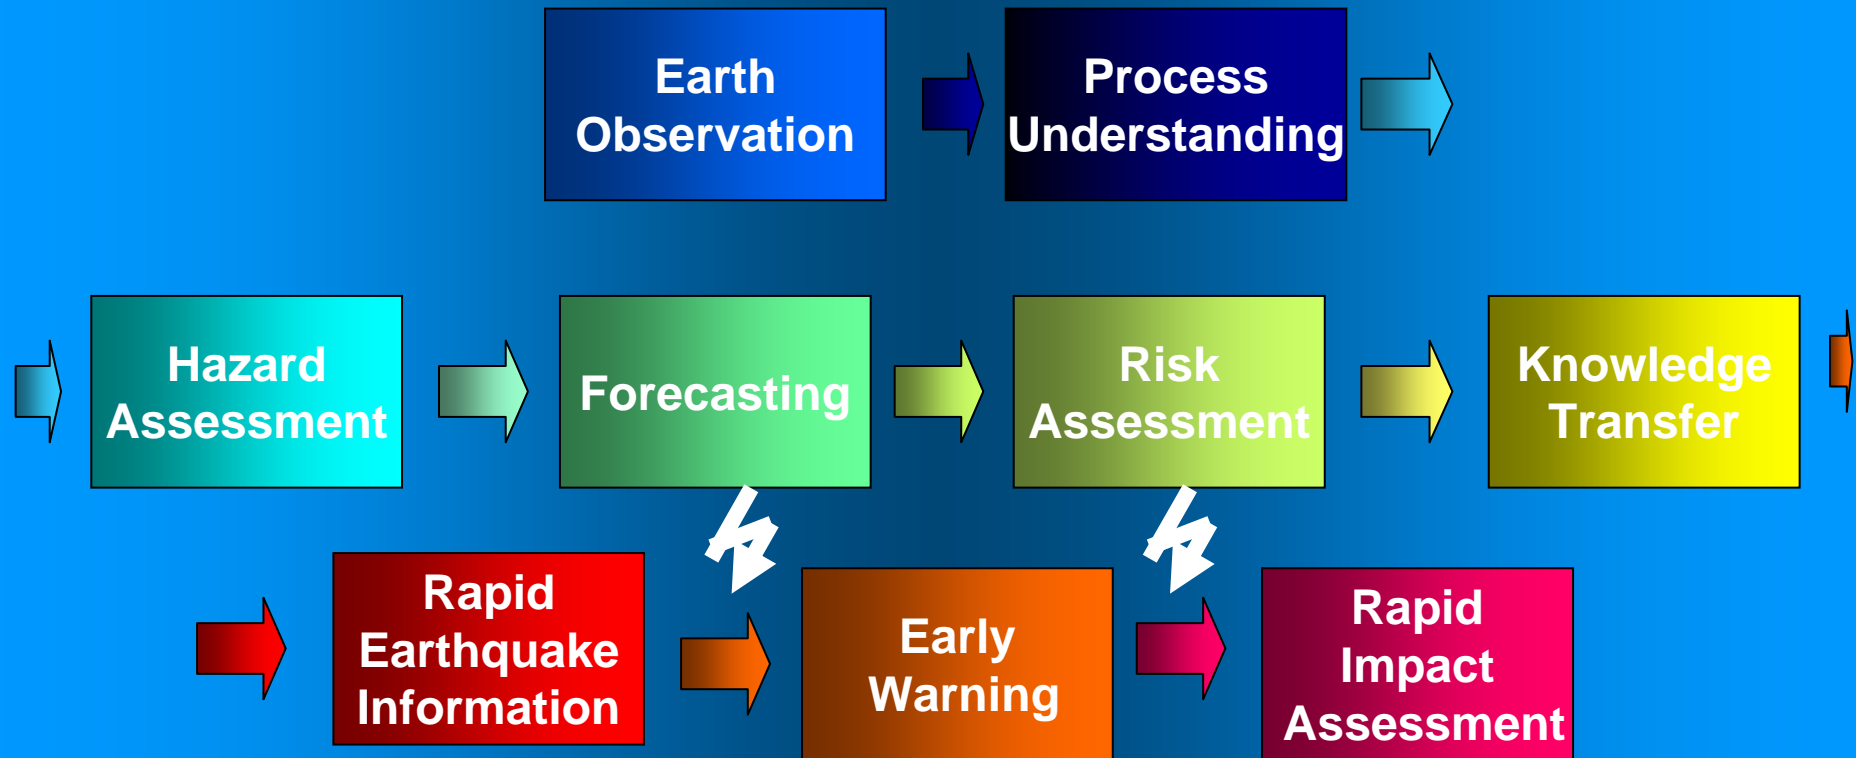 Earth
Observation
Process
Understanding
Hazard
Assessment
Forecasting
Risk
Assessment
Knowledge
Transfer
Rapid
Earthquake
Information
Early
Warning
Rapid
Impact
Assessment